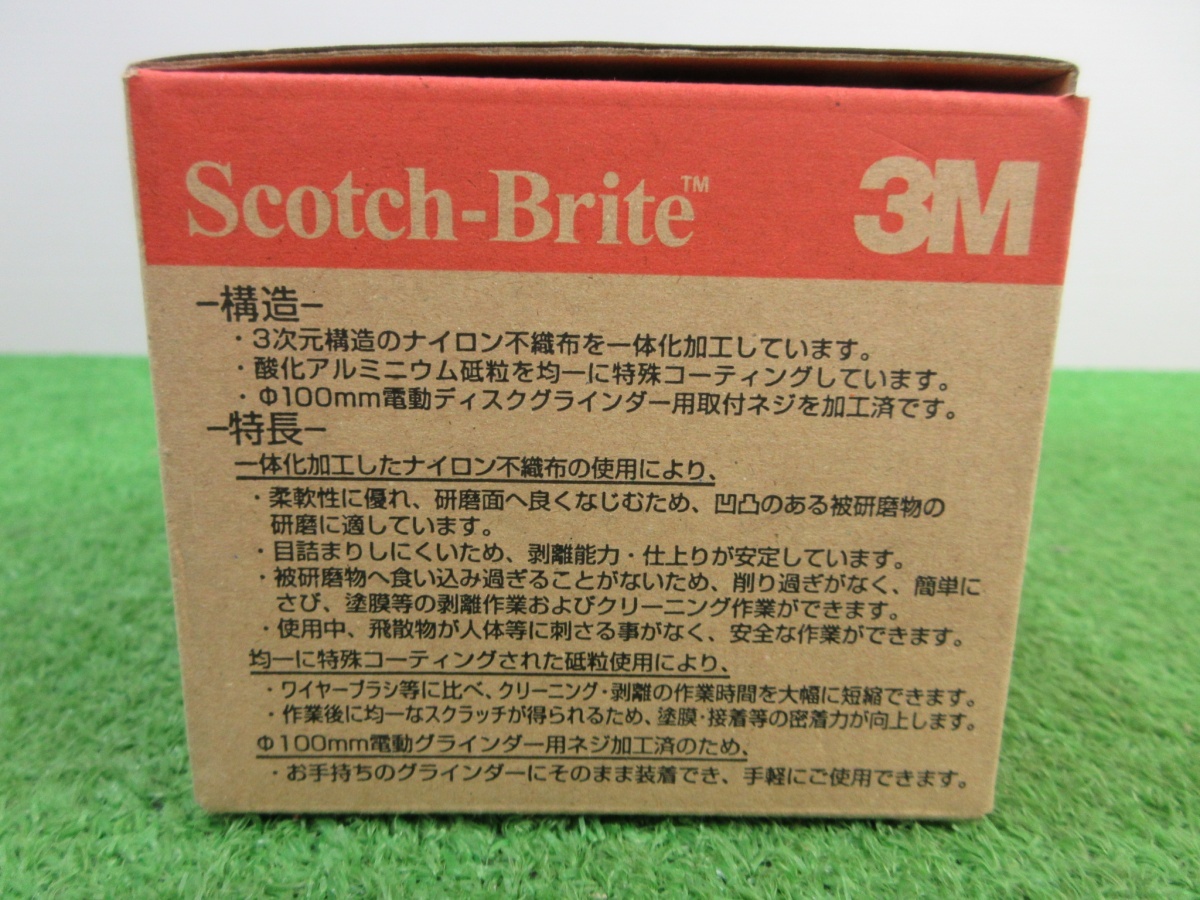 Scotch-Brite™ 3M
−構造−
・3次元構造のナイロン不織布を一体化加工しています。
・酸化アルミニウム砥粒を均一に特殊コーティングしています。
・Φ100mm電動ディスクグラインダー用取付ネジを加工済です。
−特長−
一体化加工したナイロン不織布の使用により、
・柔軟性に優れ、研磨面へ良くなじむため、凹凸のある被研磨物の
研磨に適しています。
・目詰まりしにくいため、剥離能力・仕上りが安定しています。
・被研磨物へ食い込み過ぎることがないため、削り過ぎがなく、簡単に
さび、塗膜等の剥離作業およびクリーニング作業ができます。
・使用中、飛散物が人体等に刺さる事がなく、安全な作業ができます。
均一に特殊コーティングされた砥粒使用により、
・ワイヤーブラシ等に比べ、クリーニング・剥離の作業時間を大幅に短縮できます。
・作業後に均一なスクラッチが得られるため、塗膜・接着等の密着力が向上します。
Φ100mm電動グラインダー用ネジ加工済のため、
・お手持ちのグラインダーにそのまま装着でき、手軽にご使用できます。